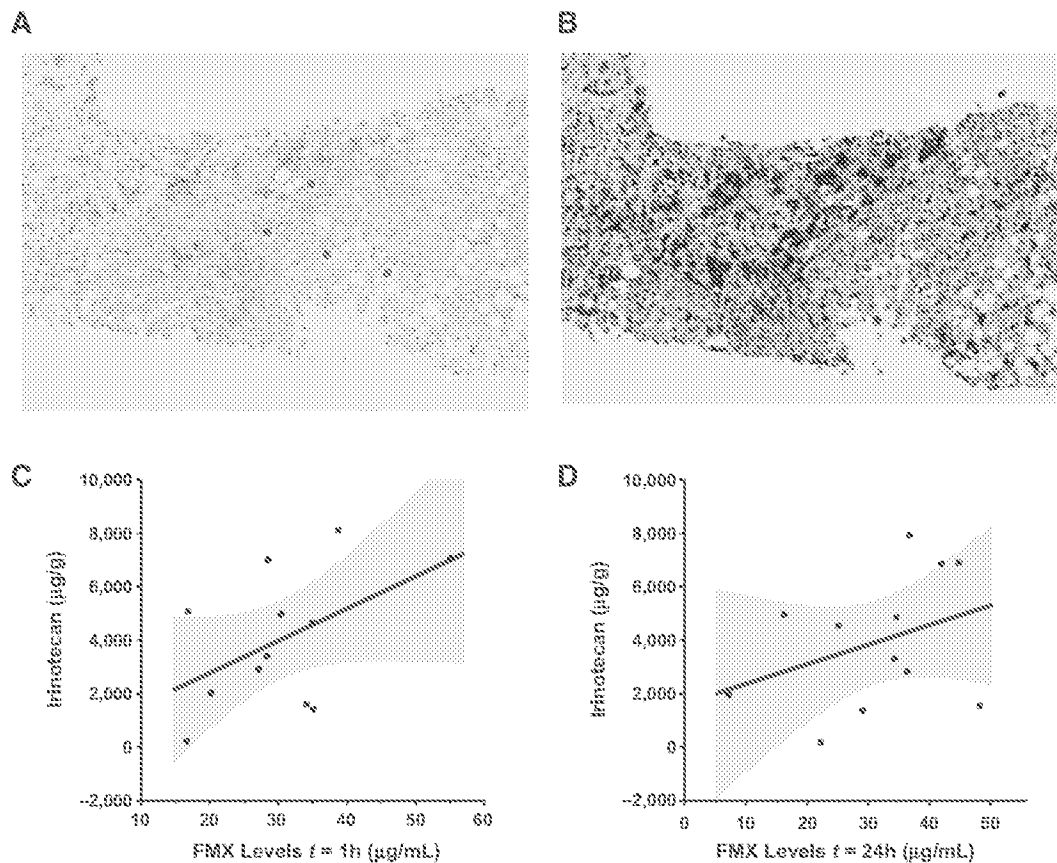 A
B
C
10,000
8,000
6,000
4,000
2,000
0
–2,000
Irinotecan (µg/g)
10 20 30 40 50 60
FMX Levels t = 1h (µg/mL)
D
10,000
8,000
6,000
4,000
2,000
0
–2,000
Irinotecan (µg/g)
0 10 20 30 40 50
FMX Levels t = 24h (µg/mL)